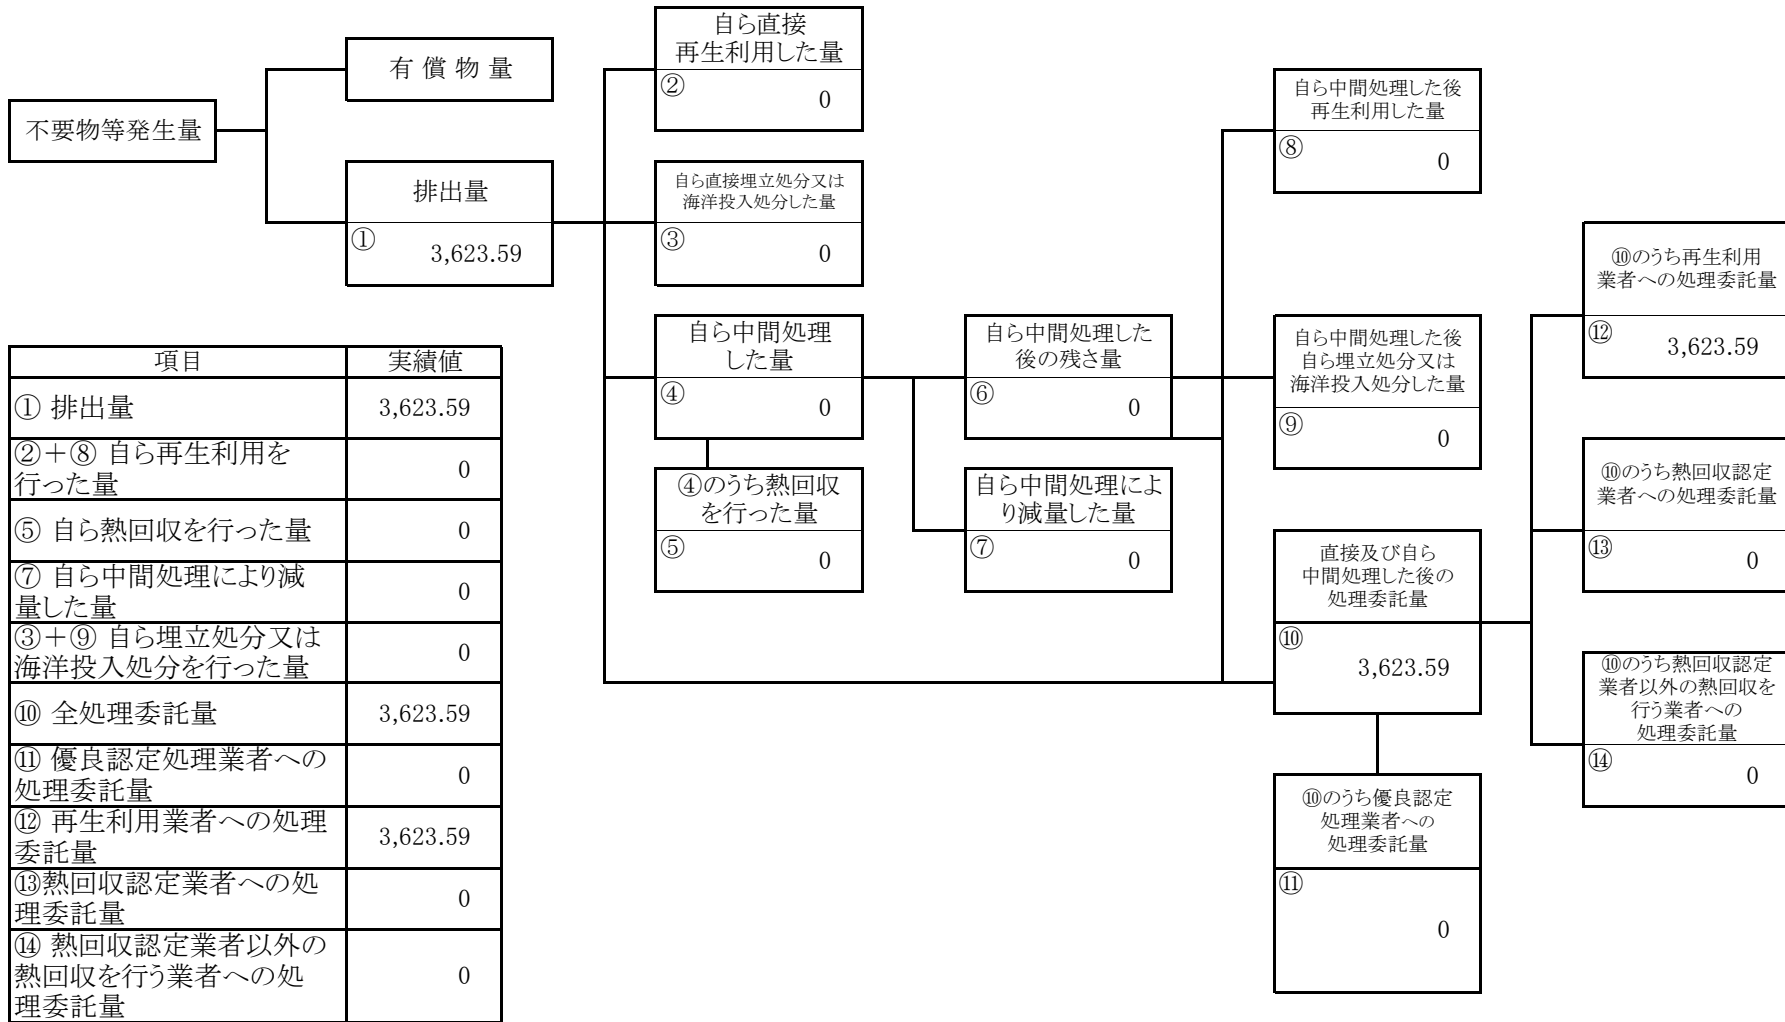 不要物等発生量
有償物量
排出量
①
3,623.59
自ら直接
再生利用した量
②
0
自ら直接埋立処分又は
海洋投入処分した量
③
0
自ら中間処理
した量
④
0
④のうち熱回収
を行った量
⑤
0
自ら中間処理した
後の残さ量
⑥
0
自ら中間処理によ
り減量した量
⑦
0
自ら中間処理した後
再生利用した量
⑧
0
自ら中間処理した後
自ら埋立処分又は
海洋投入処分した量
⑨
0
直接及び自ら
中間処理した後の
処理委託量
⑩
3,623.59
⑩のうち優良認定
処理業者への
処理委託量
⑪
0
⑩のうち再生利用
業者への処理委託量
⑫
3,623.59
⑩のうち熱回収認定
業者への処理委託量
⑬
0
⑩のうち熱回収認定
業者以外の熱回収を
行う業者への
処理委託量
⑭
0
項目 実績値
① 排出量 3,623.59
②＋⑧ 自ら再生利用を
行った量 0
⑤ 自ら熱回収を行った量 0
⑦ 自ら中間処理により減
量した量 0
③＋⑨ 自ら埋立処分又は
海洋投入処分を行った量 0
⑩ 全処理委託量 3,623.59
⑪ 優良認定処理業者への
処理委託量 0
⑫ 再生利用業者への処理
委託量 3,623.59
⑬熱回収認定業者への処
理委託量 0
⑭ 熱回収認定業者以外の
熱回収を行う業者への処
理委託量 0